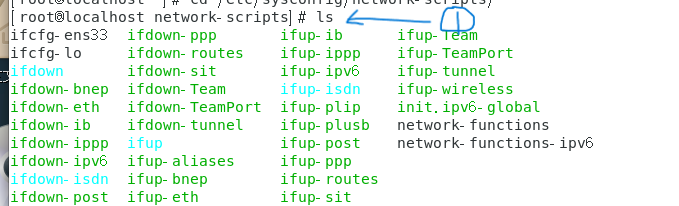 [root@localhost ~]# cd /etc/sysconfig/network-scripts/
[root@localhost network-scripts]# ls
1
ifcfg-ens33 ifdown-ppp ifup-ib ifup-Team
ifcfg-lo ifdown-routes ifup-ippp ifup-TeamPort
ifdown ifdown-sit ifup-ipv6 ifup-tunnel
ifdown-bnep ifdown-Team ifup-isdn ifup-wireless
ifdown-eth ifdown-TeamPort ifup-plip init.ipv6-global
ifdown-ib ifdown-tunnel ifup-plusb network-functions
ifdown-ippp ifup ifup-post network-functions-ipv6
ifdown-ipv6 ifup-aliases ifup-ppp
ifdown-isdn ifup-bnep ifup-routes
ifdown-post ifup-eth ifup-sit